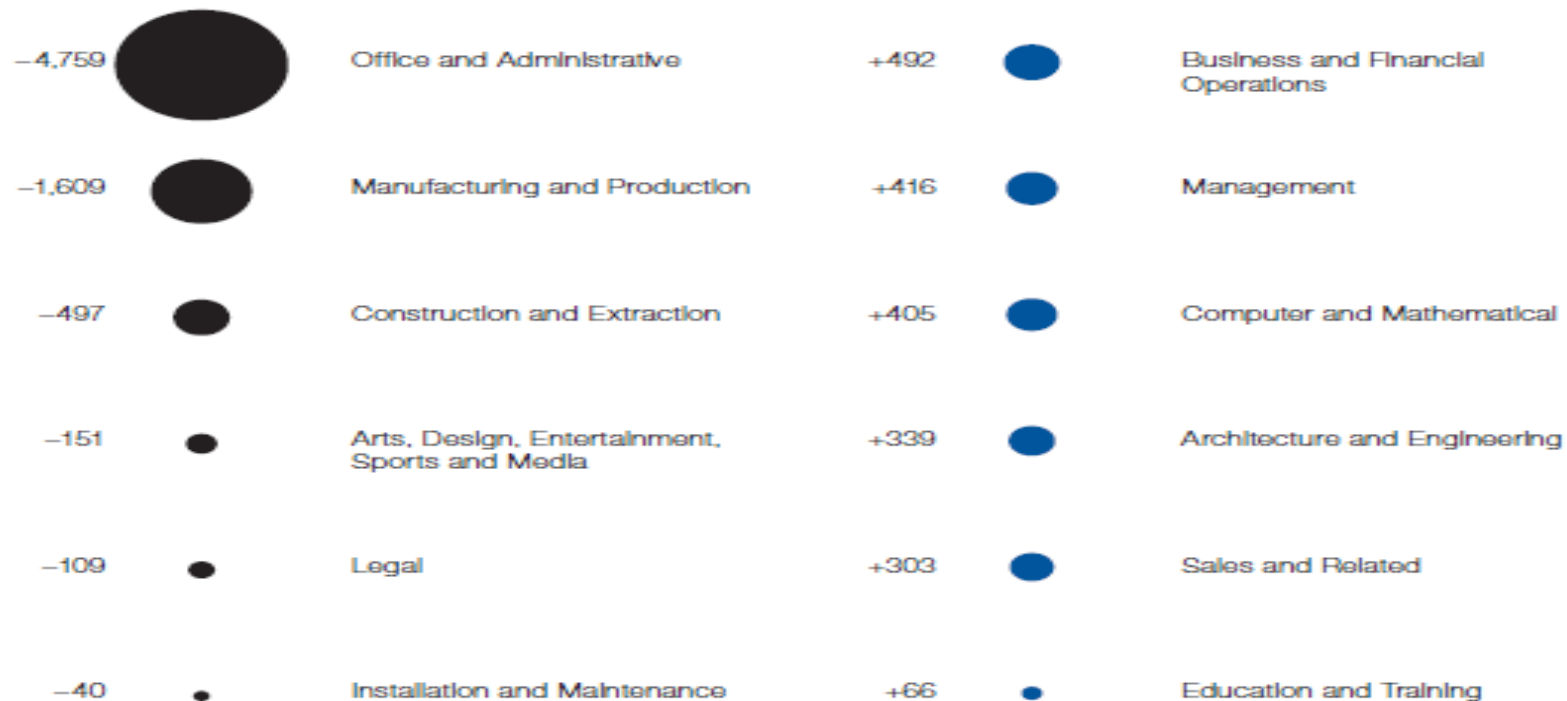 −4,759 Office and Administrative
+492 Business and Financial
Operations
−1,609 Manufacturing and Production
+416 Management
−497 Construction and Extraction
+405 Computer and Mathematical
−151 Arts, Design, Entertainment,
Sports and Media
+339 Architecture and Engineering
−109 Legal
+303 Sales and Related
−40 Installation and Maintenance
+66 Education and Training